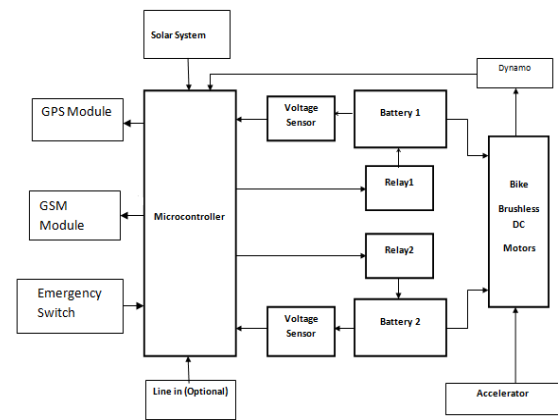 Solar System
Dynamo
GPS Module
Voltage
Sensor
Battery 1
Relay1
Bike
Brushless
DC
Motors
GSM
Module
Microcontroller
Relay2
Emergency
Switch
Voltage
Sensor
Battery 2
Line in (Optional)
Accelerator